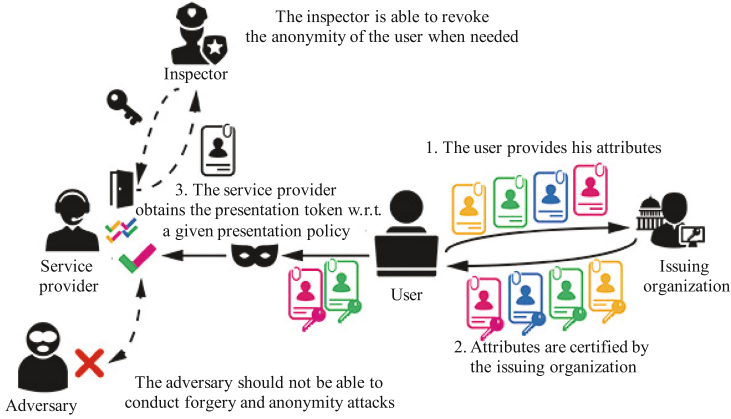 The inspector is able to revoke
the anonymity of the user when needed
Inspector
1. The user provides his attributes
3. The service provider
obtains the presentation token w.r.t.
a given presentation policy
Service
provider
User
Issuing
organization
2. Attributes are certified by
the issuing organization
The adversary should not be able to
conduct forgery and anonymity attacks
Adversary